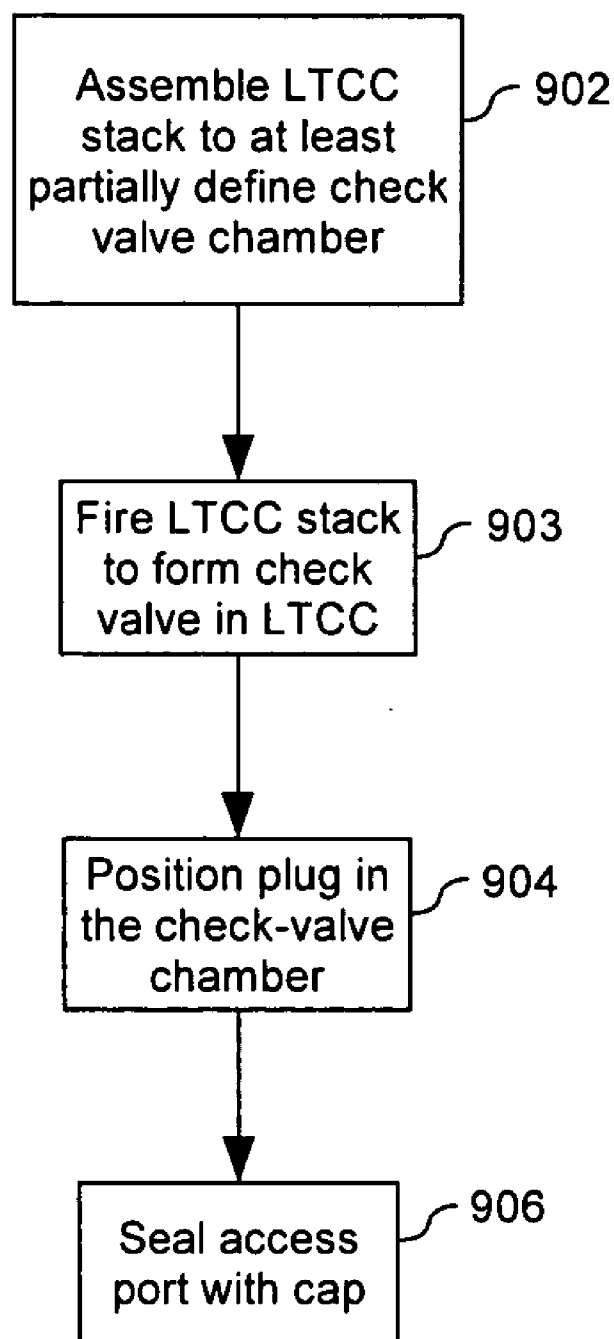 Assemble LTCC
stack to at least
partially define check
valve chamber
902
Fire LTCC stack
to form check
valve in LTCC
903
Position plug in
the check-valve
chamber
904
Seal access
port with cap
906